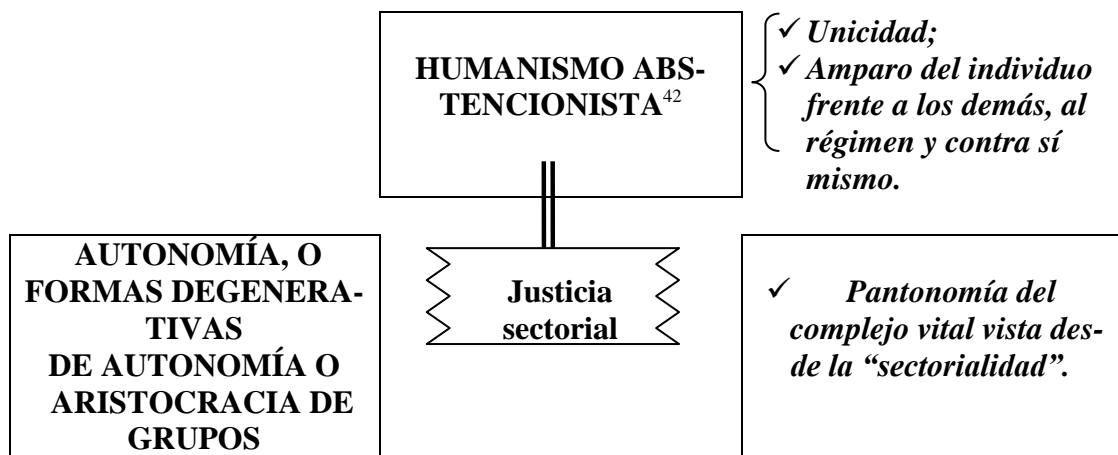 HUMANISMO ABS-
TENCIONISTA42
✓ Unicidad;
✓ Amparo del individuo
frente a los demás, al
régimen y contra sí
mismo.
AUTONOMÍA, O
FORMAS DEGENERA-
TIVAS
DE AUTONOMÍA O
ARISTOCRACIA DE
GRUPOS
Justicia
sectorial
✓ Pantonomía del
complejo vital vista des-
de la “sectorialidad”.